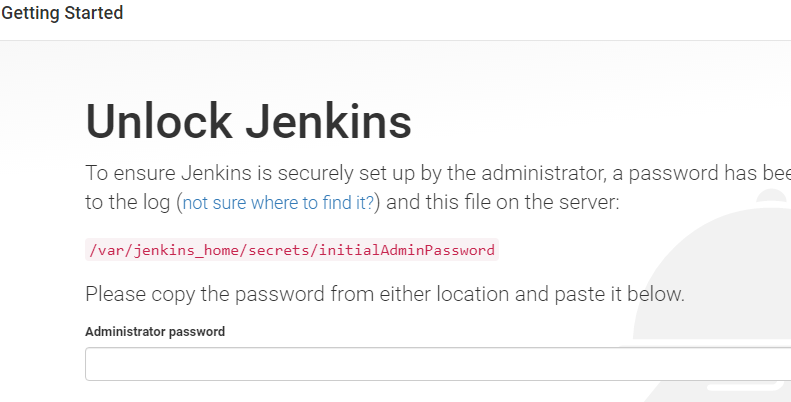 Getting Started
Unlock Jenkins
To ensure Jenkins is securely set up by the administrator, a password has
to the log (not sure where to find it?) and this file on the server:
/var/jenkins_home/secrets/initialAdminPassword
Please copy the password from either location and paste it below.
Administrator password